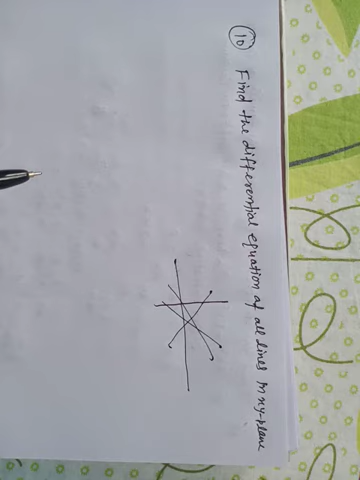 10 Find the differential equation of all lines in xy-plane